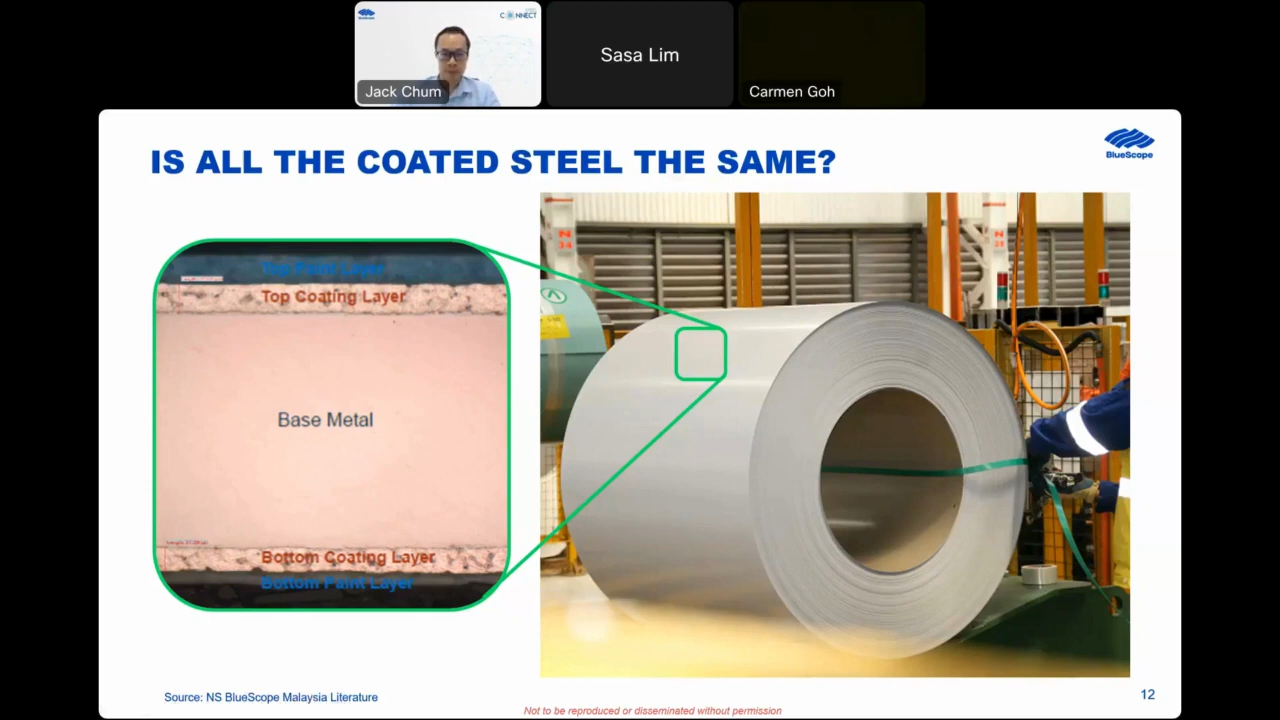 CONNECT
Jack Chum
Sasa Lim
Carmen Goh
IS ALL THE COATED STEEL THE SAME?
BlueScope
Top Paint Layer
Top Coating Layer
Base Metal
Bottom Coating Layer
Bottom Paint Layer
N
34
N
Source: NS BlueScope Malaysia Literature
12
Not to be reproduced or disseminated without permission